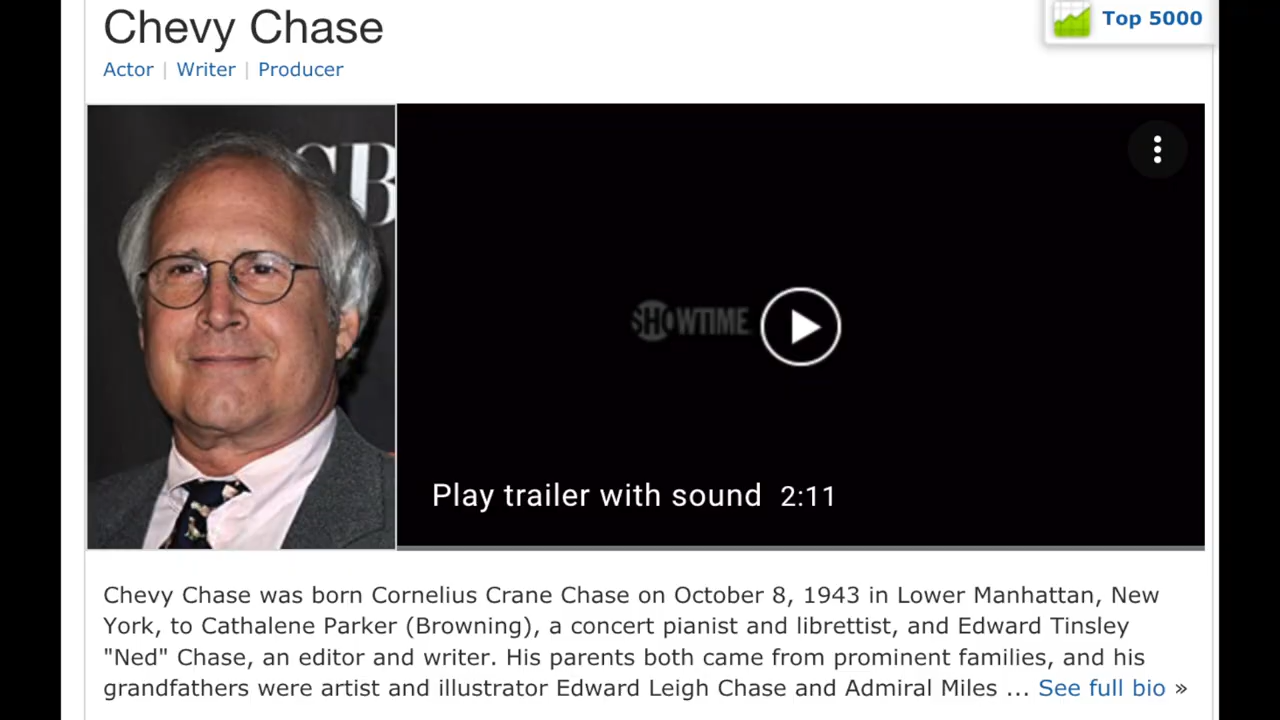 Chevy Chase
Top 5000
Actor | Writer | Producer
CB
SHOWTIME
Play trailer with sound 2:11
Chevy Chase was born Cornelius Crane Chase on October 8, 1943 in Lower Manhattan, New
York, to Cathalene Parker (Browning), a concert pianist and librettist, and Edward Tinsley
"Ned" Chase, an editor and writer. His parents both came from prominent families, and his
grandfathers were artist and illustrator Edward Leigh Chase and Admiral Miles ... See full bio »